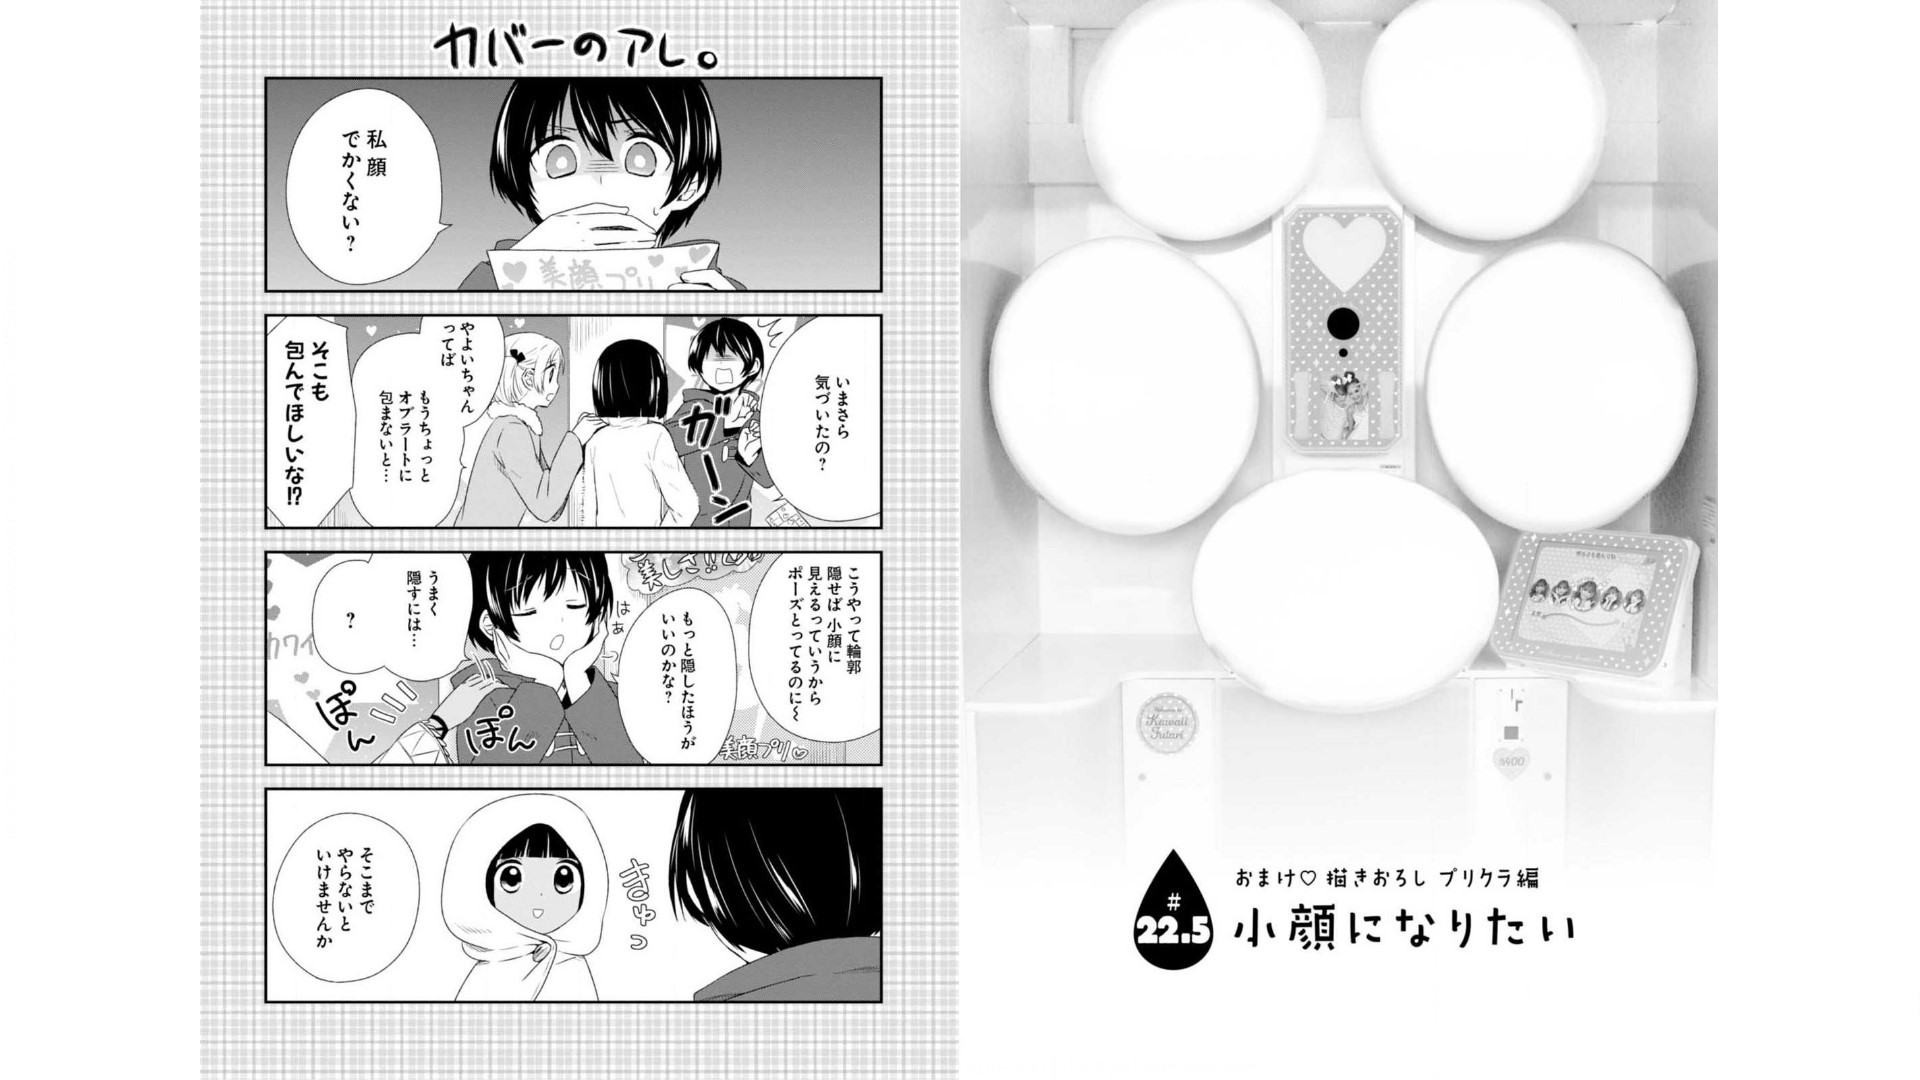 おまけ♡描きおろし プリクラ編
#
22.5
小顔になりたい
Kawaii
Futari
¥400
カバーのアレ。
私 顔
でかくない?
美顔プリ
いまさら
気づいたの?
ガーン
やよいちゃん
ってば
もうちょっと
オブラートに
包まないと…
そこも
包んでほしいな!?
こうやって輪郭
隠せば 小顔に
見えるっていうから
ポーズとってるのに〜
美しさ!!
はぁっ
もっと隠したほうが
いいのかな?
美顔プリ♡
うまく
隠すには…
?
カワイ
ぽん
ぽん
きゅっ
そこまで
やらないと
いけませんか